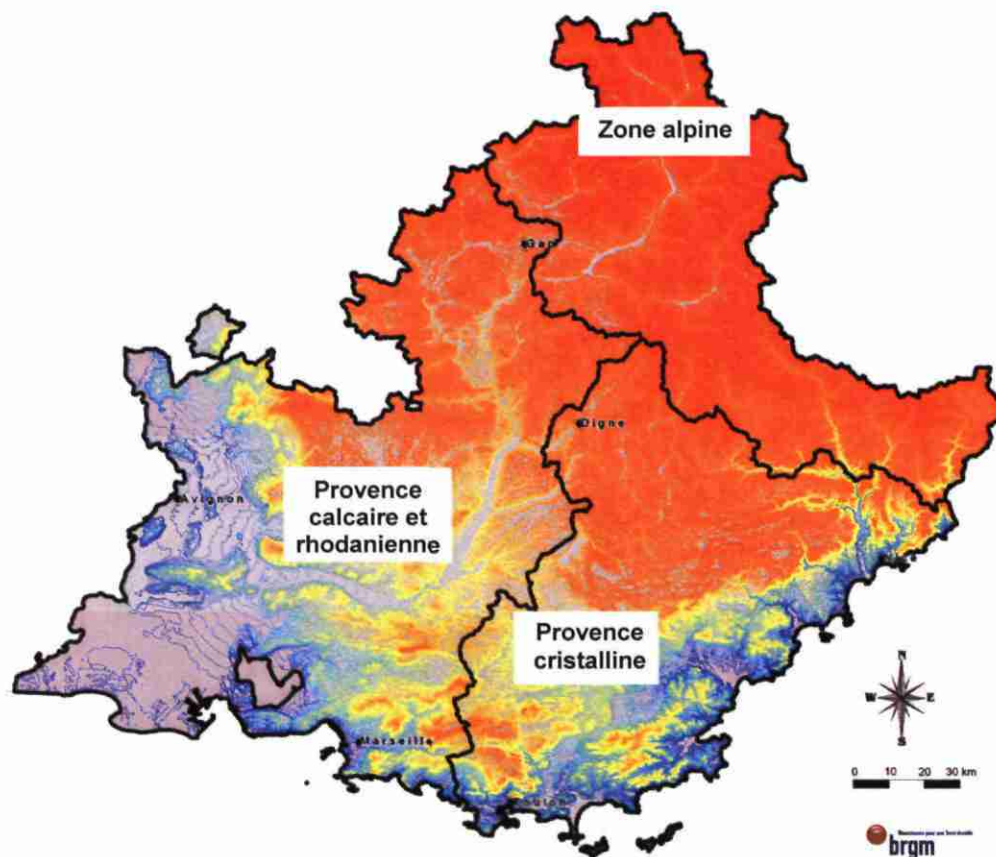 Zone alpine
Gap
Digne
Provence
calcaire et
rhodanienne
Avignon
Provence
cristalline
Marseille
N
W E
S
0 10 20 30 km
brgm